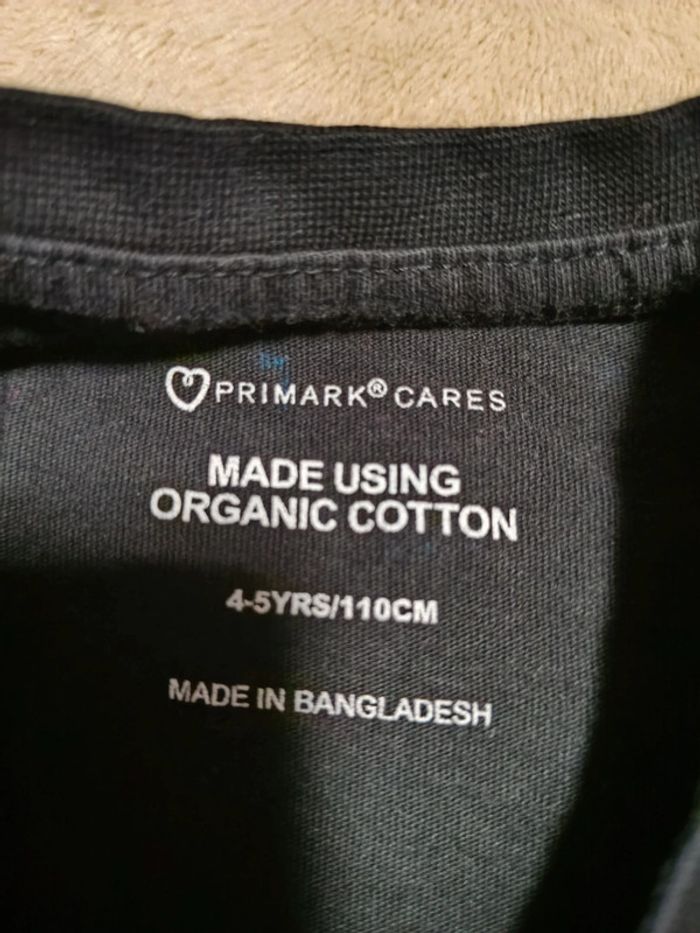 PRIMARK® CARES
MADE USING
ORGANIC COTTON
4-5YRS/110CM
MADE IN BANGLADESH